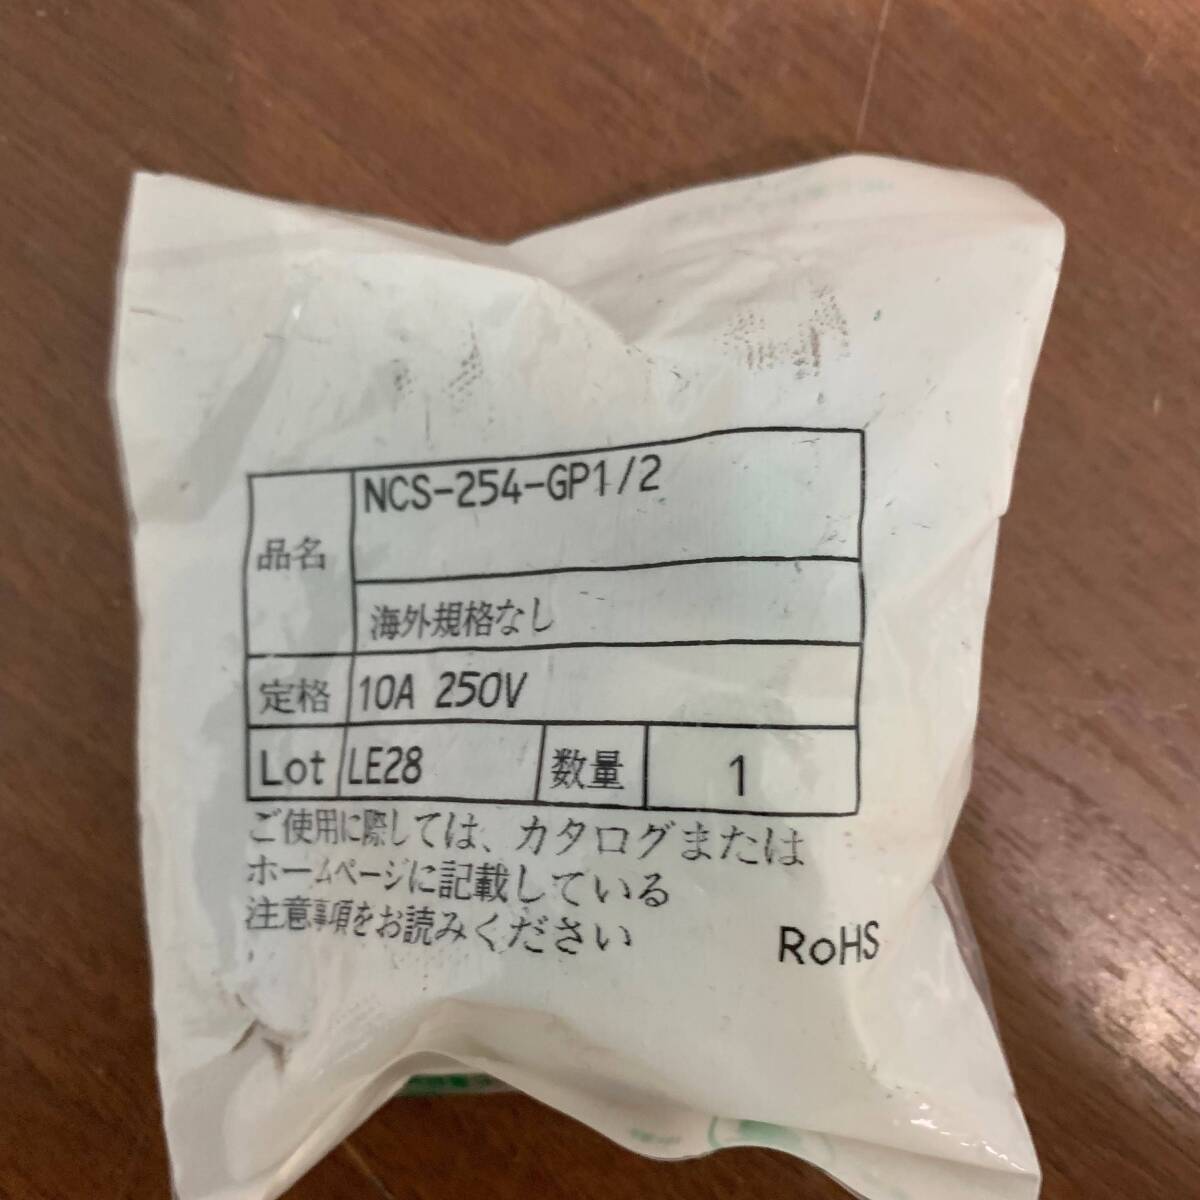 品名 NCS-254-GP1/2
海外規格なし
定格 10A 250V
Lot LE28 数量 1
ご使用に際しては、カタログまたは
ホームページに記載している
注意事項をお読みください
RoHS